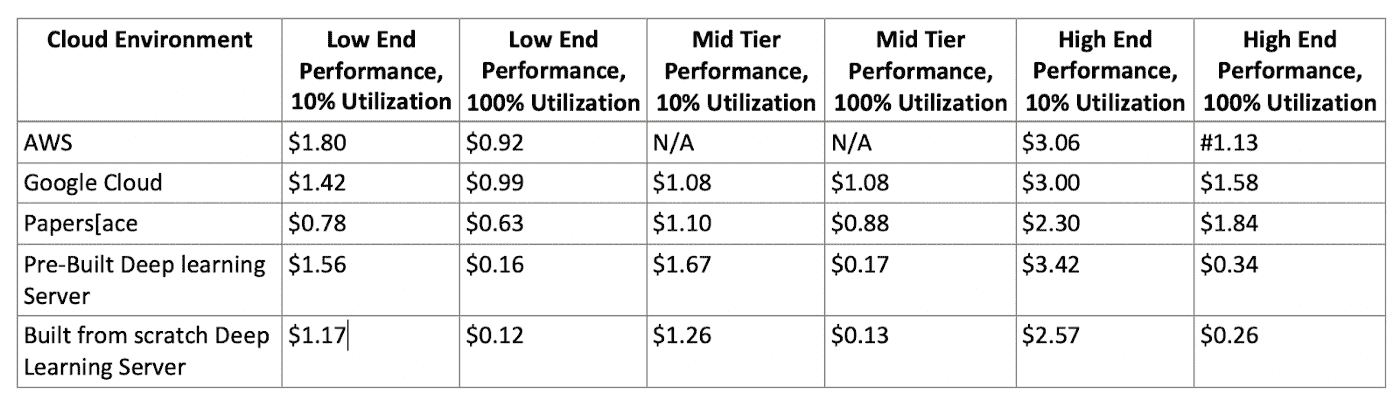 Cloud Environment Low End Low End Mid Tier Mid Tier High End High End
Performance, Performance, Performance, Performance, Performance, Performance,
10% Utilization 100% Utilization 10% Utilization 100% Utilization 10% Utilization 100% Utilization
AWS $1.80 $0.92 N/A N/A $3.06 #1.13
Google Cloud $1.42 $0.99 $1.08 $1.08 $3.00 $1.58
Papers[ace $0.78 $0.63 $1.10 $0.88 $2.30 $1.84
Pre-Built Deep learning $1.56 $0.16 $1.67 $0.17 $3.42 $0.34
Server
Built from scratch Deep $1.17 $0.12 $1.26 $0.13 $2.57 $0.26
Learning Server